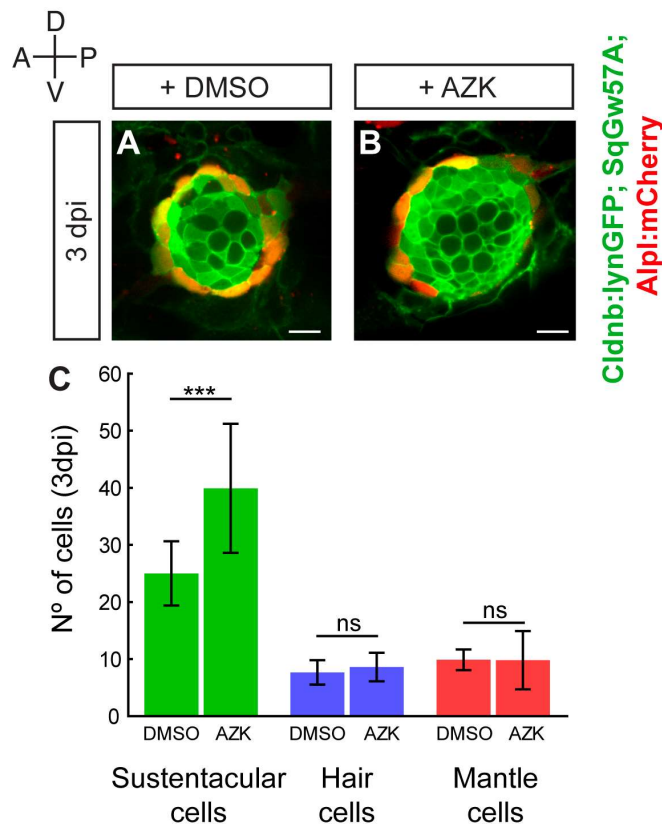 D
A P
V
+ DMSO
+ AZK
3 dpi
A
B
Cldnb:lynGFP; SqGw57A;
Alpl:mCherry
C
Nº of cells (3dpi)
60
50
40
30
20
10
0
***
ns
ns
DMSO AZK DMSO AZK DMSO AZK
Sustentacular Hair Mantle
cells cells cells